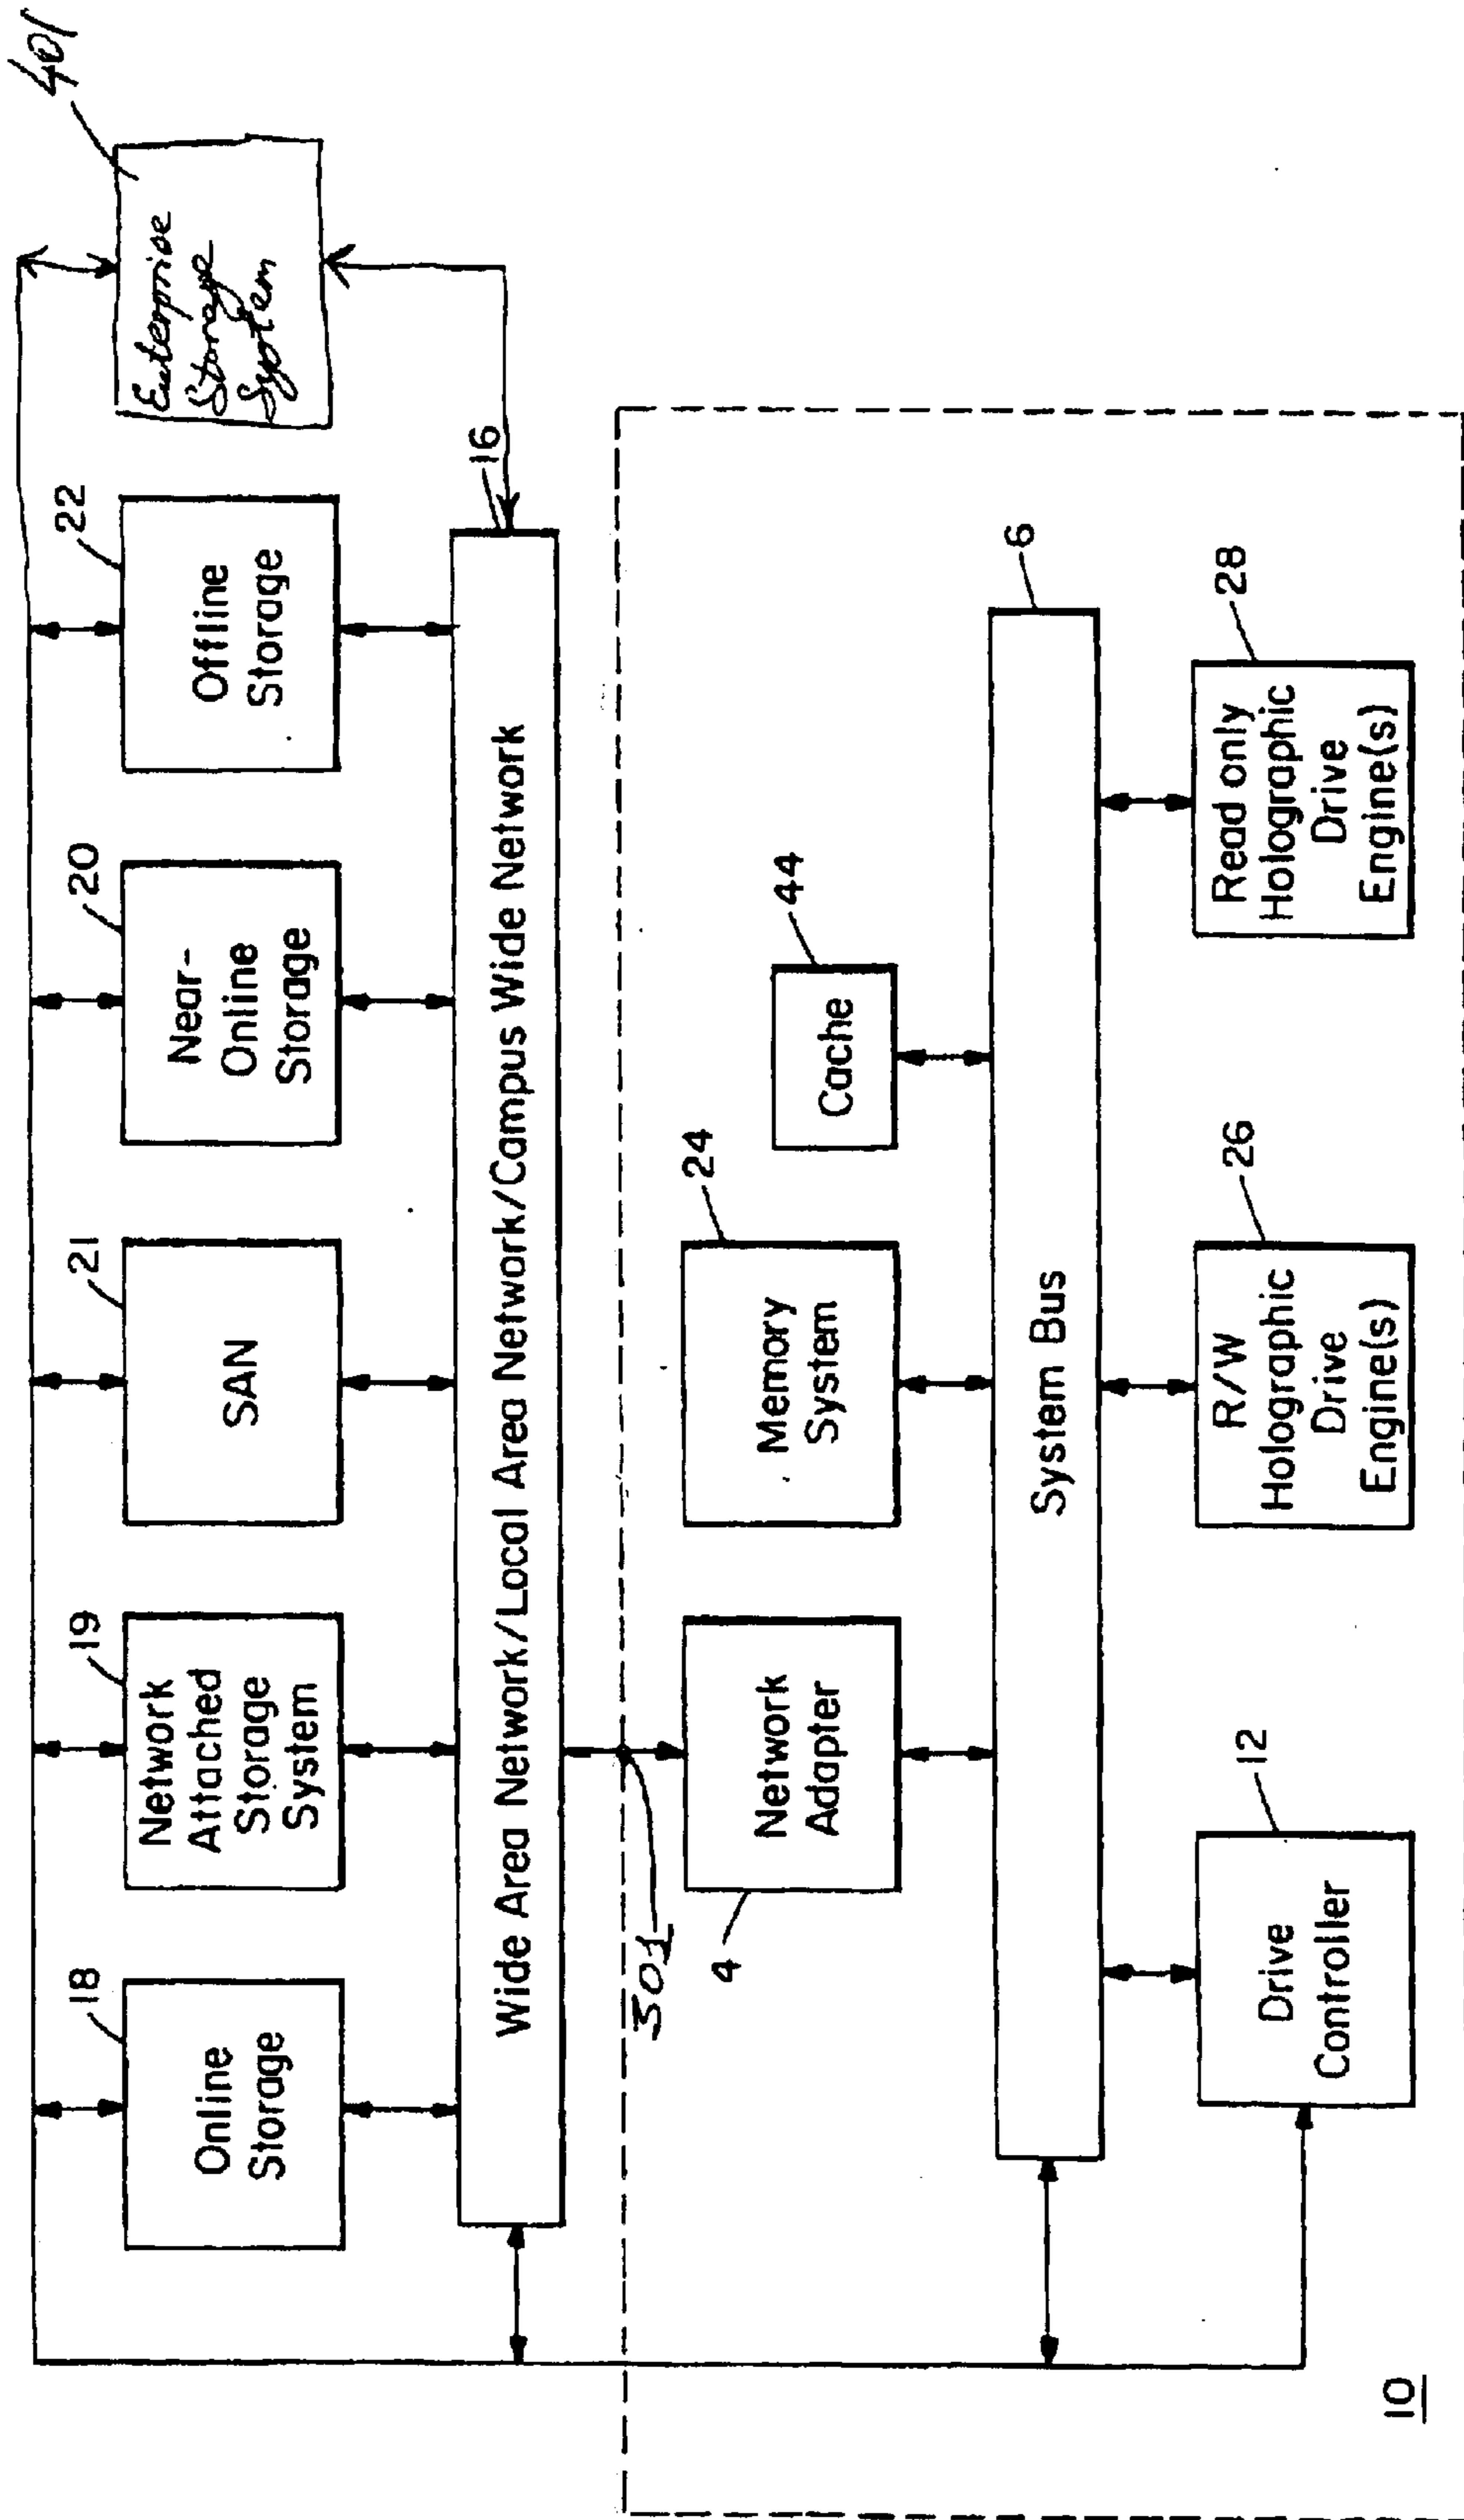 401
18
19
21
20
22
Online
Storage
Network
Attached
Storage
System
SAN
Near-
Online
Storage
Offline
Storage
Enterprise
Storage
System
16
Wide Area Network/Local Area Network/Campus Wide Network
301
4
24
44
Network
Adapter
Memory
System
Cache
6
System Bus
12
26
28
Drive
Controller
R/W
Holographic
Drive
Engine(s)
Read only
Holographic
Drive
Engine(s)
10